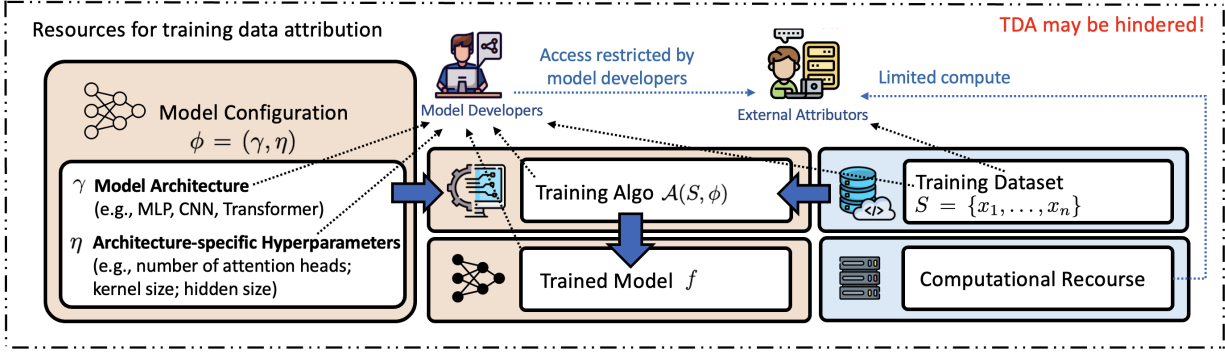 Resources for training data attribution
TDA may be hindered!
Access restricted by
model developers
Limited compute
Model Developers
External Attributors
Model Configuration
ϕ = (γ, η)
γ Model Architecture
(e.g., MLP, CNN, Transformer)
η Architecture-specific Hyperparameters
(e.g., number of attention heads;
kernel size; hidden size)
Training Algo 𝒜(S, ϕ)
Trained Model f
Training Dataset
S = {x₁, . . . , xₙ}
</>
Computational Recourse